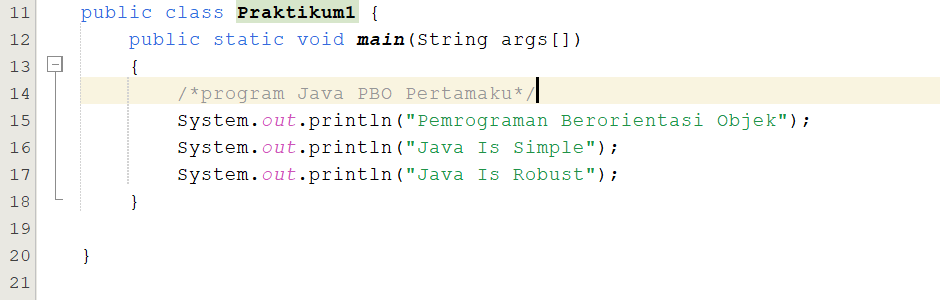 11 public class Praktikum1 {
12 public static void main(String args[])
13 {
14 /*program Java PBO Pertamaku*/
15 System.out.println("Pemrograman Berorientasi Objek");
16 System.out.println("Java Is Simple");
17 System.out.println("Java Is Robust");
18 }
19
20 }
21